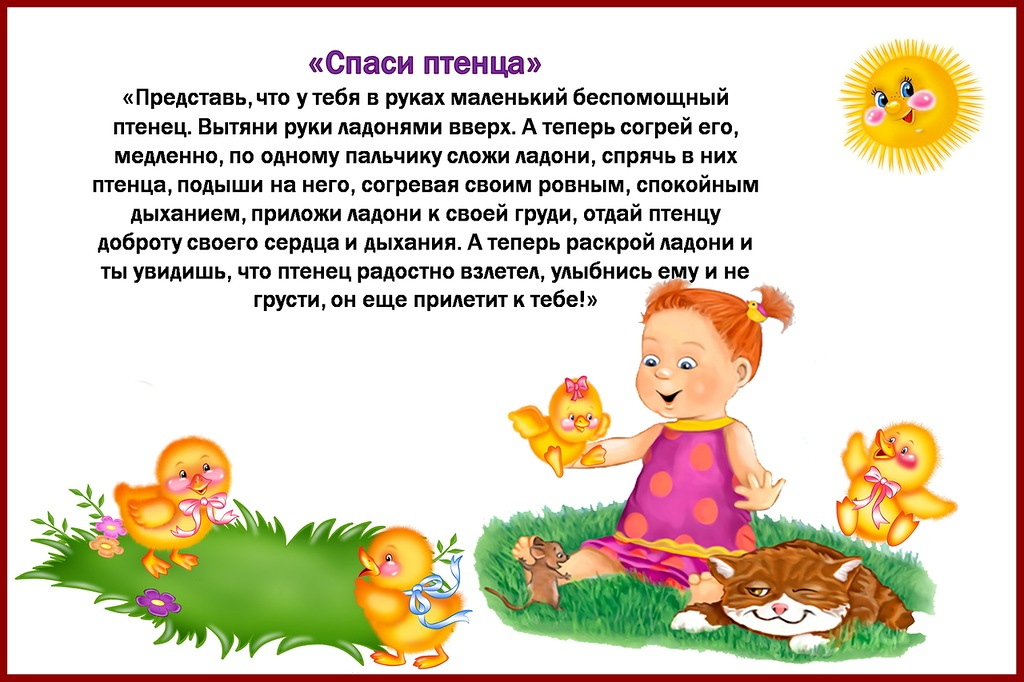 «Спаси птенца»
«Представь, что у тебя в руках маленький беспомощный
птенец. Вытяни руки ладонями вверх. А теперь согрей его,
медленно, по одному пальчику сложи ладони, спрячь в них
птенца, подыши на него, согревая своим ровным, спокойным
дыханием, приложи ладони к своей груди, отдай птенцу
доброту своего сердца и дыхания. А теперь раскрой ладони и
ты увидишь, что птенец радостно взлетел, улыбнись ему и не
грусти, он еще прилетит к тебе!»